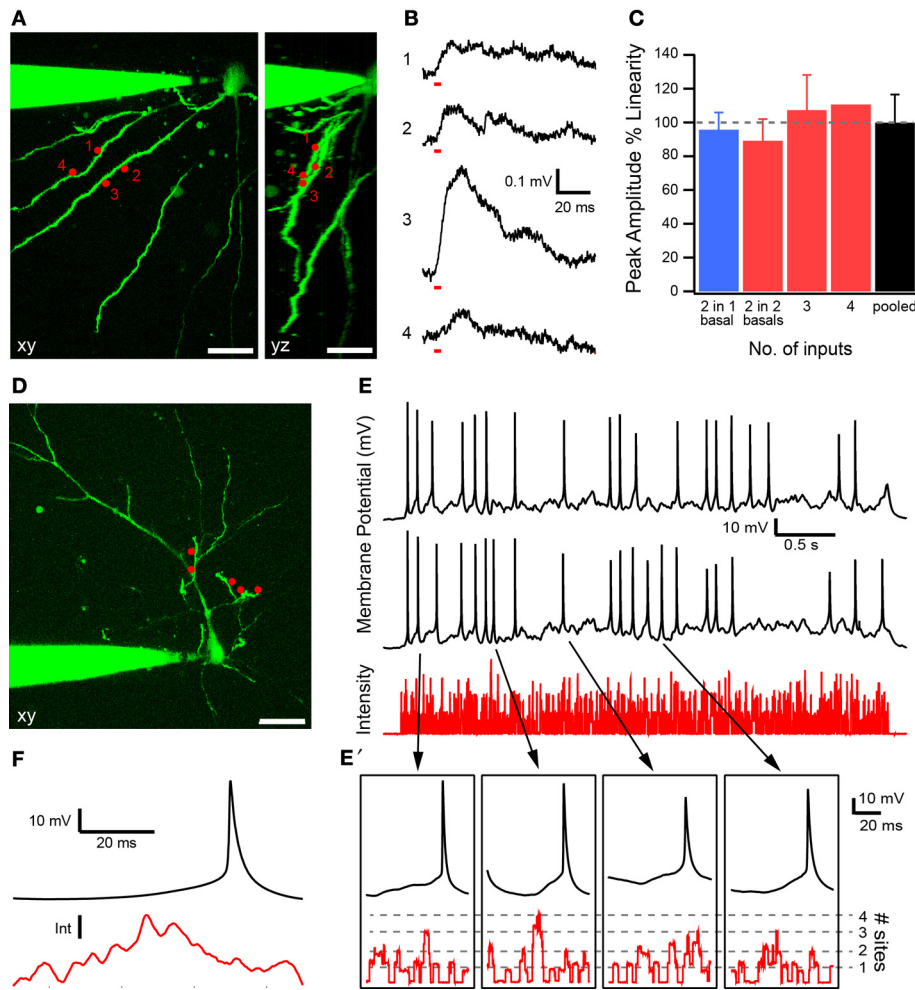 A
1
4
2
3
xy
1
4
2
3
yz
B
1
2
3
4
0.1 mV
20 ms
C
Peak Amplitude % Linearity
140
120
100
80
60
40
20
0
2 in 1 basal
2 in 2 basals
3
4
pooled
No. of inputs
D
xy
E
Membrane Potential (mV)
10 mV
0.5 s
Intensity
E′
10 mV
20 ms
4
3
2
1
# sites
F
10 mV
20 ms
Int